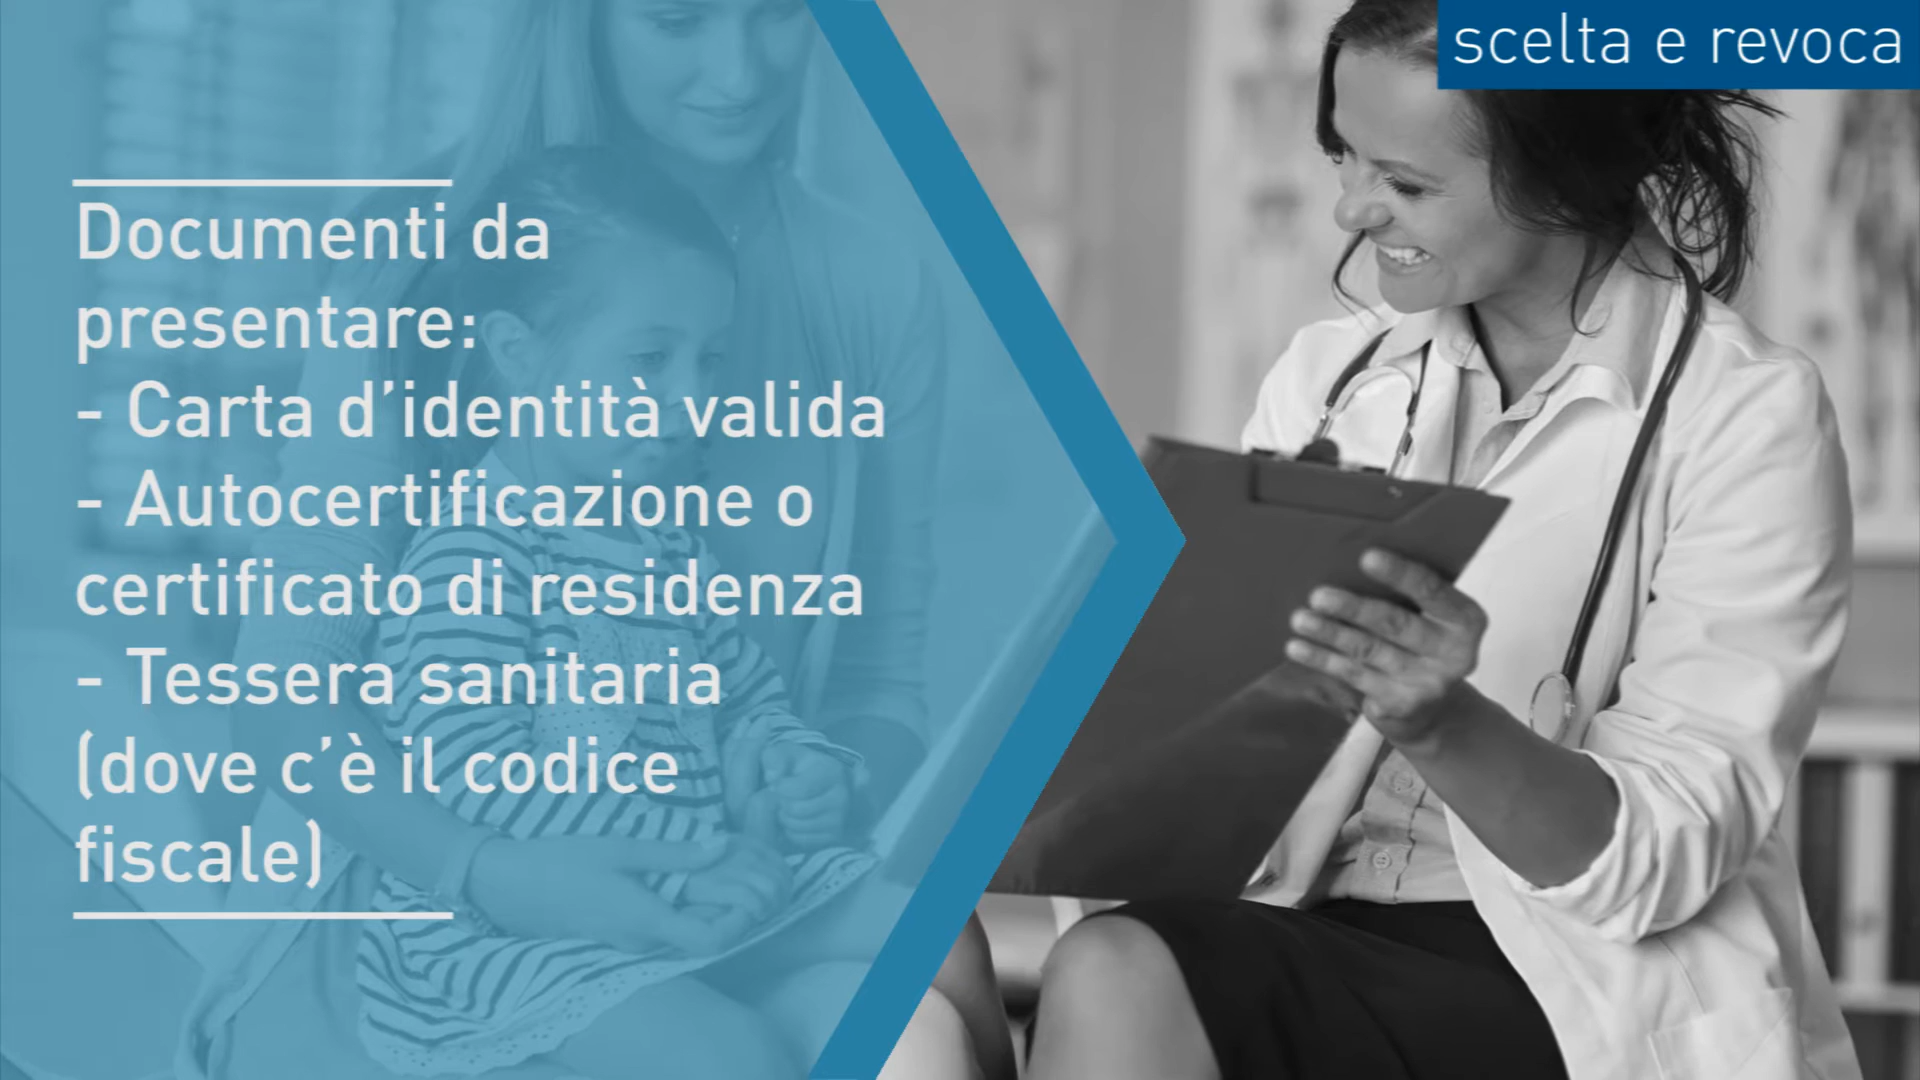 scelta e revoca
Documenti da
presentare:
- Carta d’identità valida
- Autocertificazione o
certificato di residenza
- Tessera sanitaria
(dove c’è il codice
fiscale)